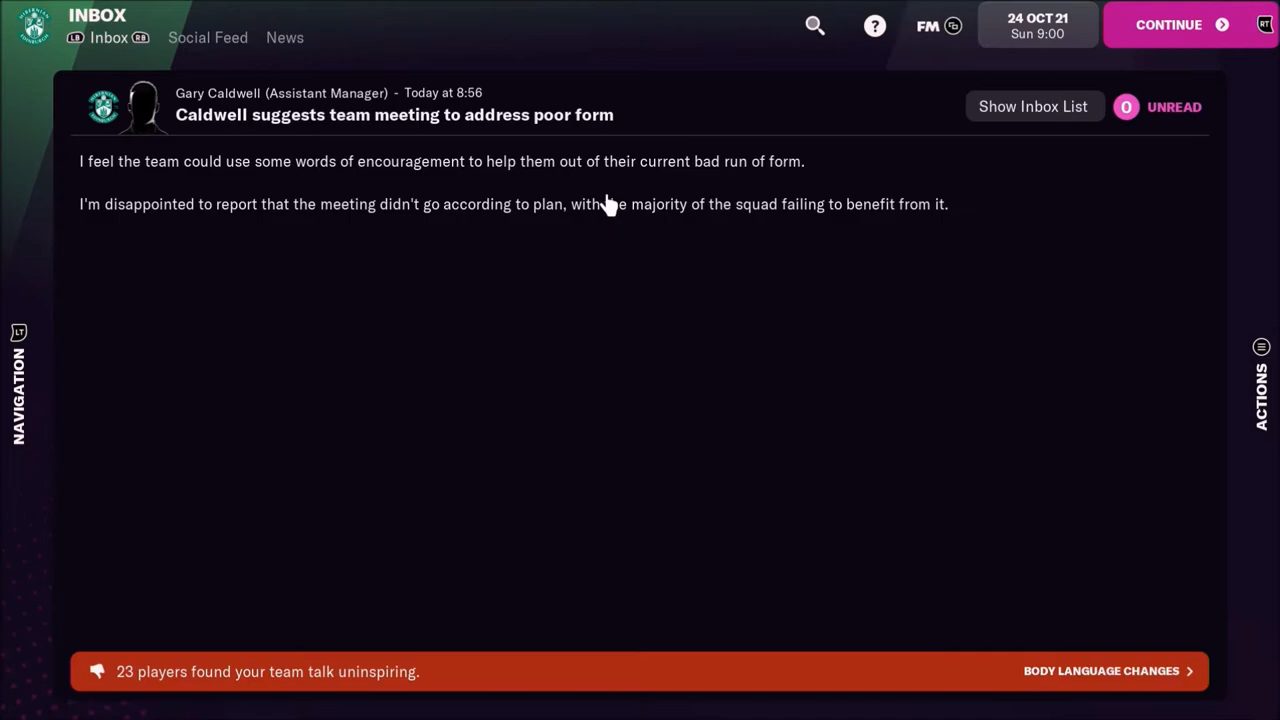 INBOX
LB Inbox RB Social Feed News
FM
24 OCT 21
Sun 9:00
CONTINUE
RT
Gary Caldwell (Assistant Manager) - Today at 8:56
Caldwell suggests team meeting to address poor form
Show Inbox List
0 UNREAD
I feel the team could use some words of encouragement to help them out of their current bad run of form.
I'm disappointed to report that the meeting didn't go according to plan, with the majority of the squad failing to benefit from it.
LT
NAVIGATION
ACTIONS
23 players found your team talk uninspiring.
BODY LANGUAGE CHANGES